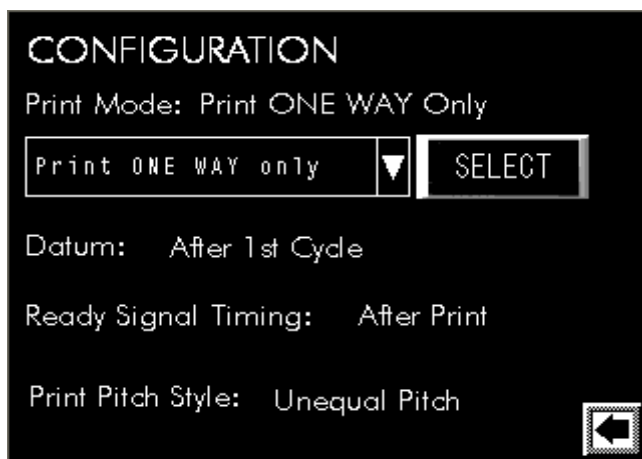 CONFIGURATION
Print Mode: Print ONE WAY Only
Print ONE WAY only
SELECT
Datum: After 1st Cycle
Ready Signal Timing: After Print
Print Pitch Style: Unequal Pitch